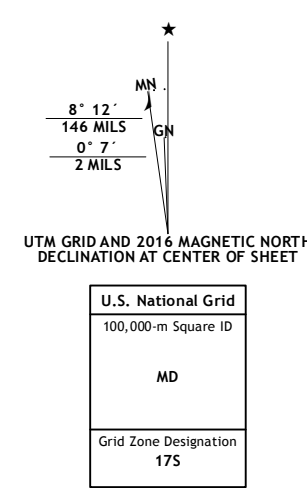 MN
8° 12´
146 MILS
GN
0° 7´
2 MILS
UTM GRID AND 2016 MAGNETIC NORTH
DECLINATION AT CENTER OF SHEET
U.S. National Grid
100,000-m Square ID
MD
Grid Zone Designation
17S